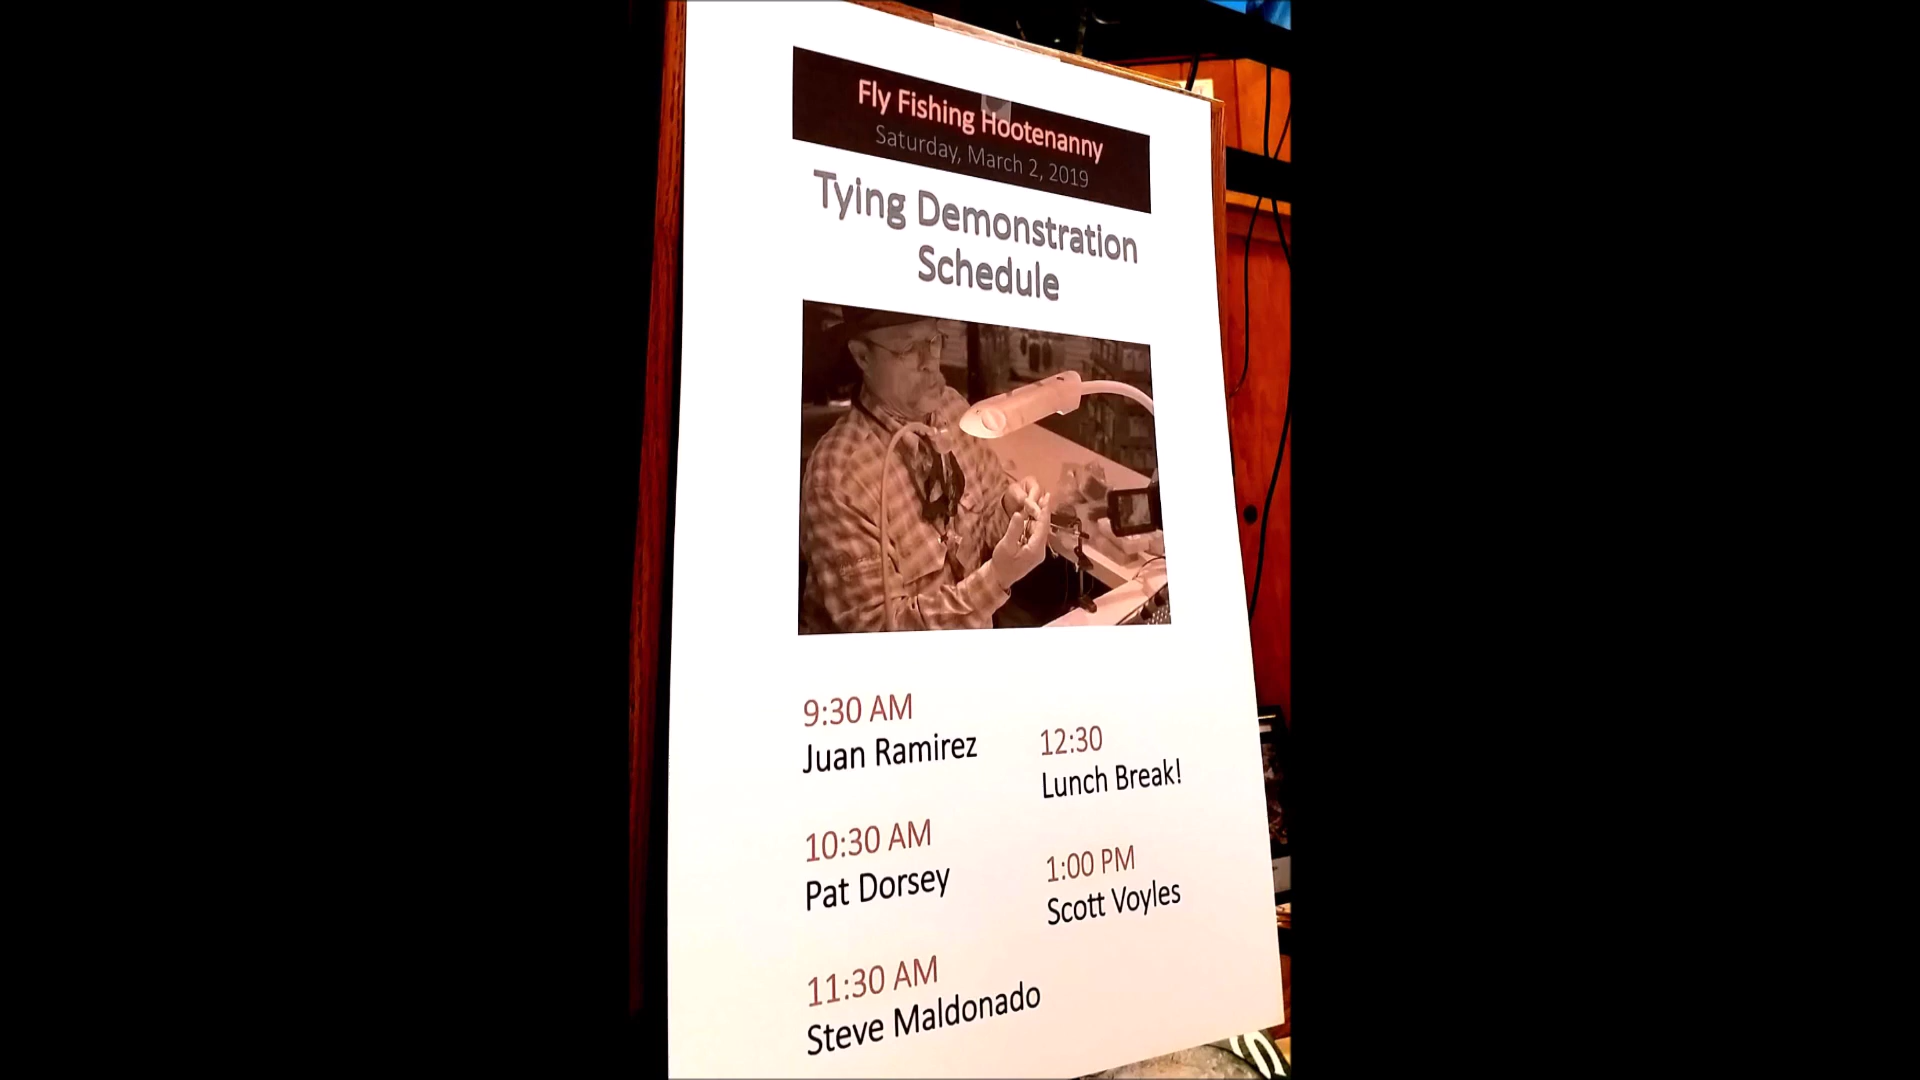 Fly Fishing Hootenanny
Saturday, March 2, 2019
Tying Demonstration
Schedule
9:30 AM
Juan Ramirez
10:30 AM
Pat Dorsey
11:30 AM
Steve Maldonado
12:30
Lunch Break!
1:00 PM
Scott Voyles